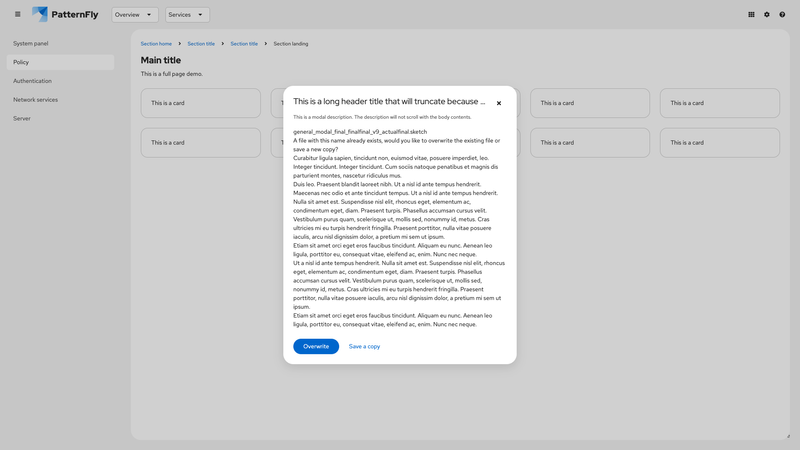 PatternFly
Overview
Services
System panel
Policy
Authentication
Network services
Server
Section home
Section title
Section title
Section landing
Main title
This is a full page demo.
This is a card
This is a card
This is a card
This is a card
This is a card
This is a card
This is a long header title that will truncate because ...
This is a modal description. The description will not scroll with the body contents.
general_modal_final_finalfinal_v9_actualfinal.sketch
A file with this name already exists, would you like to overwrite the existing file or
save a new copy?
Curabitur ligula sapien, tincidunt non, euismod vitae, posuere imperdiet, leo.
Integer tincidunt. Integer tincidunt. Cum sociis natoque penatibus et magnis dis
parturient montes, nascetur ridiculus mus.
Duis leo. Praesent blandit laoreet nibh. Ut a nisl id ante tempus hendrerit.
Maecenas nec odio et ante tincidunt tempus. Ut a nisl id ante tempus hendrerit.
Nulla sit amet est. Suspendisse nisl elit, rhoncus eget, elementum ac,
condimentum eget, diam. Praesent turpis. Phasellus accumsan cursus velit.
Vestibulum purus quam, scelerisque ut, mollis sed, nonummy id, metus. Cras
ultricies mi eu turpis hendrerit fringilla. Praesent porttitor, nulla vitae posuere
iaculis, arcu nisl dignissim dolor, a pretium mi sem ut ipsum.
Etiam sit amet orci eget eros faucibus tincidunt. Aliquam eu nunc. Aenean leo
ligula, porttitor eu, consequat vitae, eleifend ac, enim. Nunc nec neque.
Ut a nisl id ante tempus hendrerit. Nulla sit amet est. Suspendisse nisl elit, rhoncus
eget, elementum ac, condimentum eget, diam. Praesent turpis. Phasellus
accumsan cursus velit. Vestibulum purus quam, scelerisque ut, mollis sed,
nonummy id, metus. Cras ultricies mi eu turpis hendrerit fringilla. Praesent
porttitor, nulla vitae posuere iaculis, arcu nisl dignissim dolor, a pretium mi sem ut
ipsum.
Etiam sit amet orci eget eros faucibus tincidunt. Aliquam eu nunc. Aenean leo
ligula, porttitor eu, consequat vitae, eleifend ac, enim. Nunc nec neque.
Overwrite
Save a copy